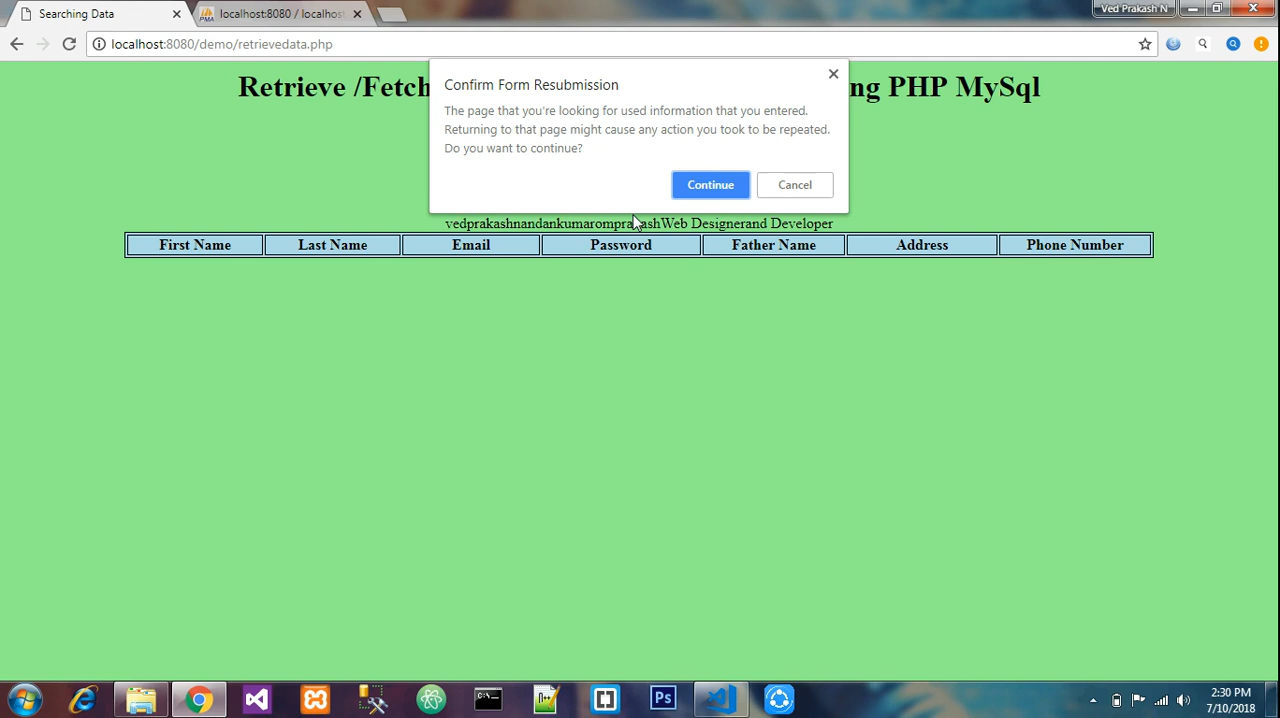 Searching Data
localhost:8080 / localhos
Ved Prakash N
localhost:8080/demo/retrievedata.php
Retrieve /Fetch
ng PHP MySql
Confirm Form Resubmission
The page that you're looking for used information that you entered.
Returning to that page might cause any action you took to be repeated.
Do you want to continue?
Continue
Cancel
vedprakashnandankumaromprakashWeb Designerand Developer
First Name Last Name Email Password Father Name Address Phone Number
2:30 PM
7/10/2018